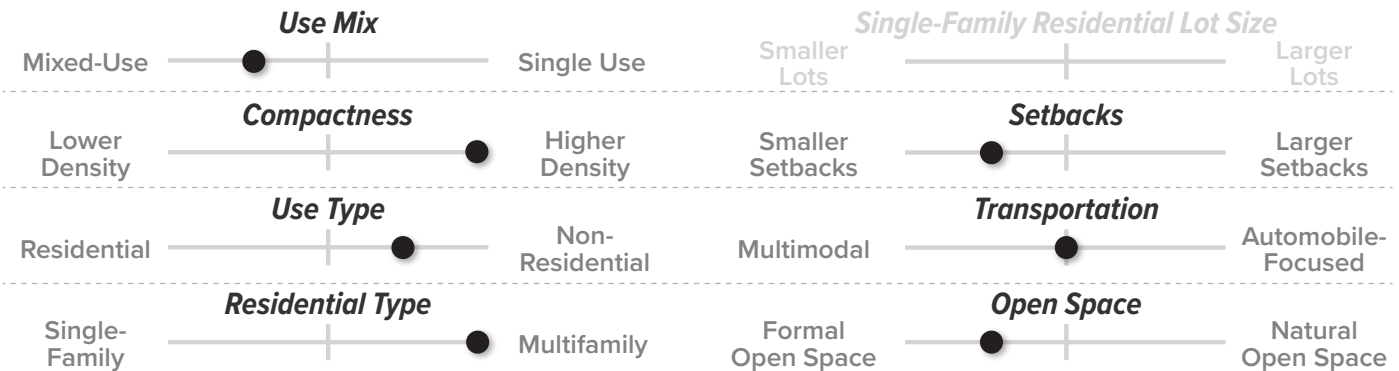 Use Mix
Mixed-Use
Single Use
Compactness
Lower
Density
Higher
Density
Use Type
Residential
Non-
Residential
Residential Type
Single-
Family
Multifamily
Single-Family Residential Lot Size
Smaller
Lots
Larger
Lots
Setbacks
Smaller
Setbacks
Larger
Setbacks
Transportation
Multimodal
Automobile-
Focused
Open Space
Formal
Open Space
Natural
Open Space